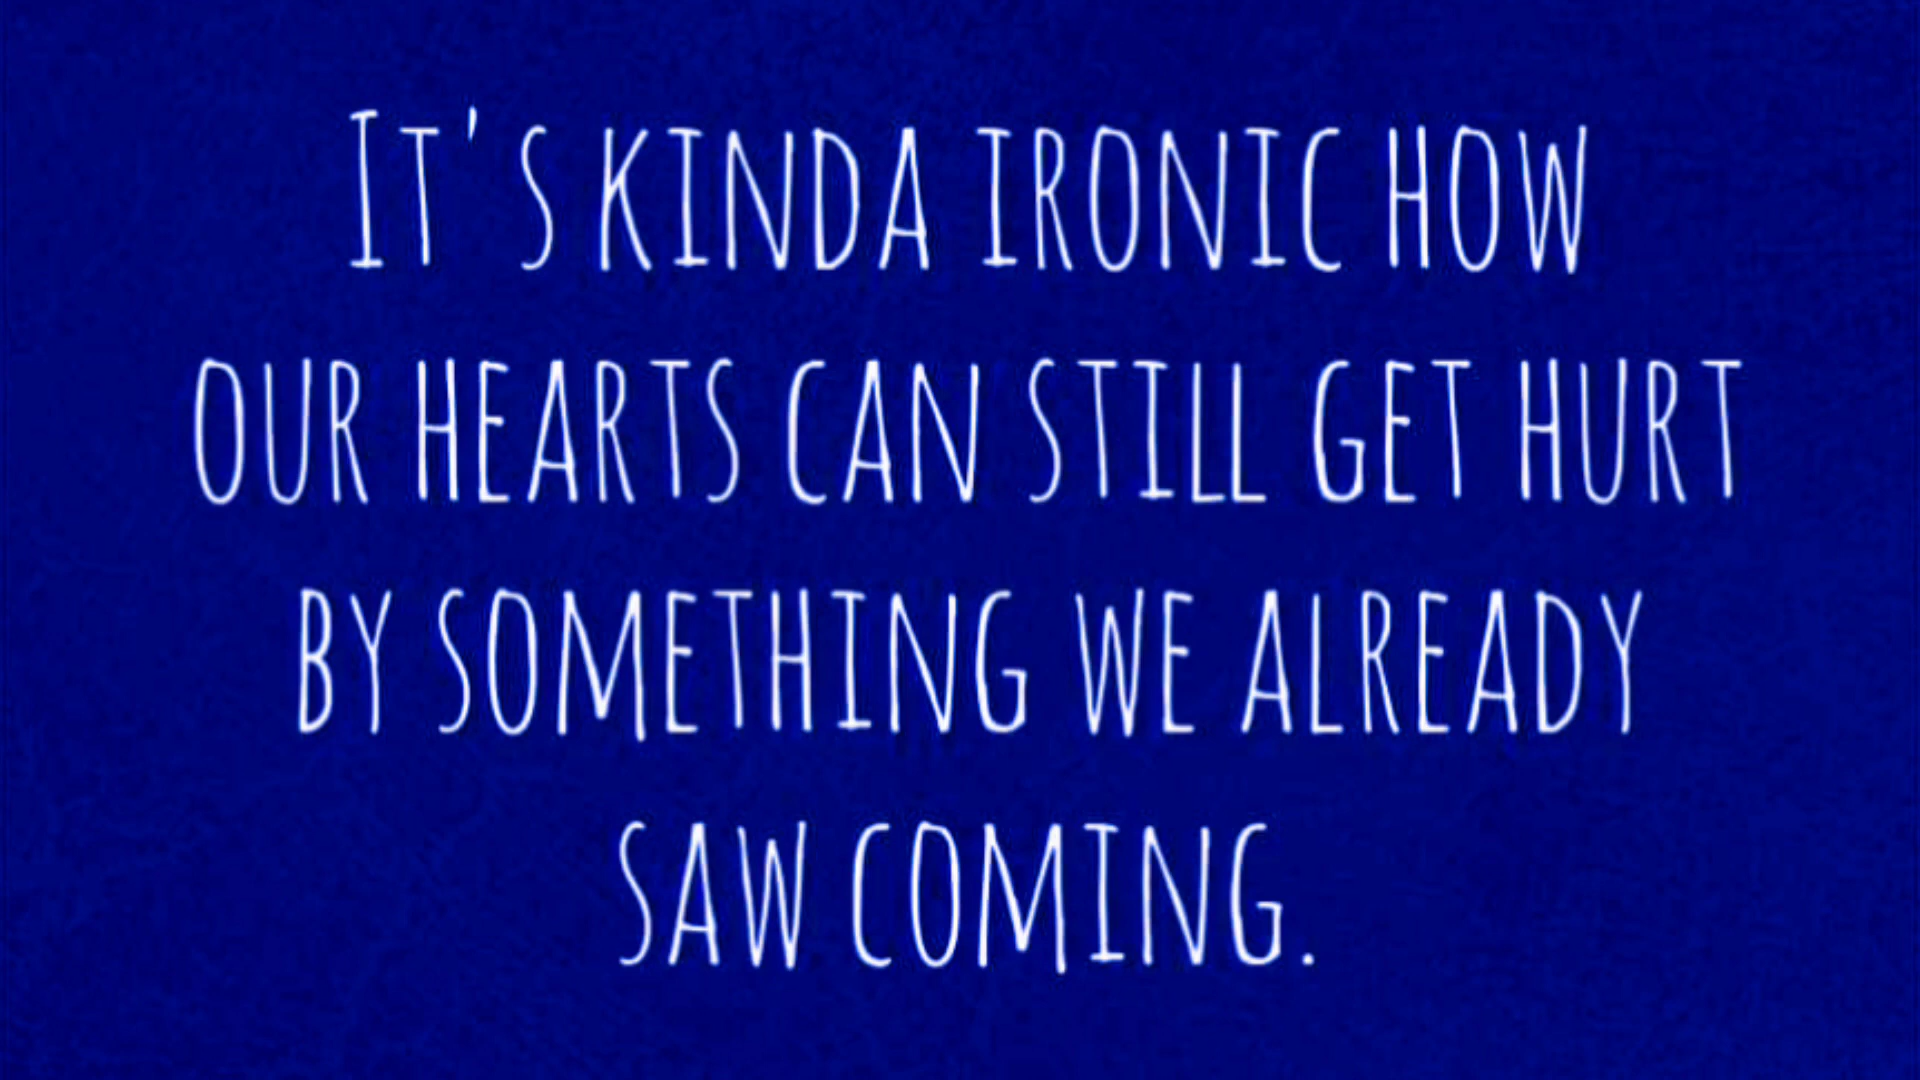 It's kinda ironic how
our hearts can still get hurt
by something we already
saw coming.